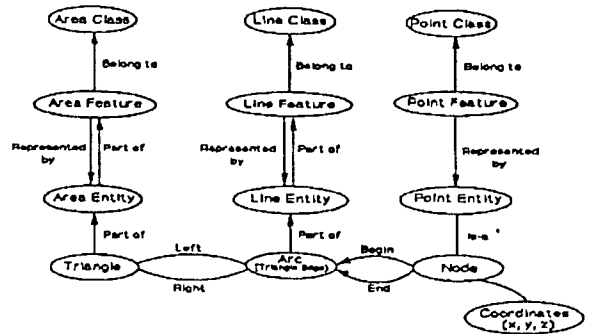 Area Class
Line Class
Point Class
Belong to
Belong to
Belong to
Area Feature
Line Feature
Point Feature
Represented by
Part of
Represented by
Part of
Represented by
Area Entity
Line Entity
Point Entity
Part of
Part of
Is-a
Left
Begin
Triangle
Arc
(Triangle Edge)
Node
Right
End
Coordinates
(x, y, z)